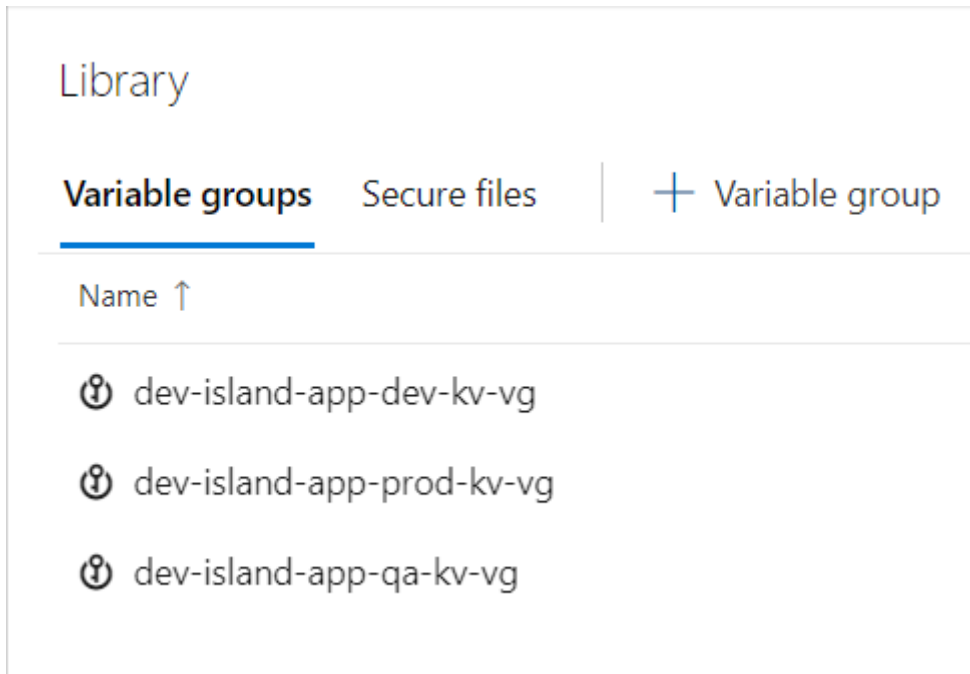 Library
Variable groups Secure files + Variable group
Name ↑
dev-island-app-dev-kv-vg
dev-island-app-prod-kv-vg
dev-island-app-qa-kv-vg